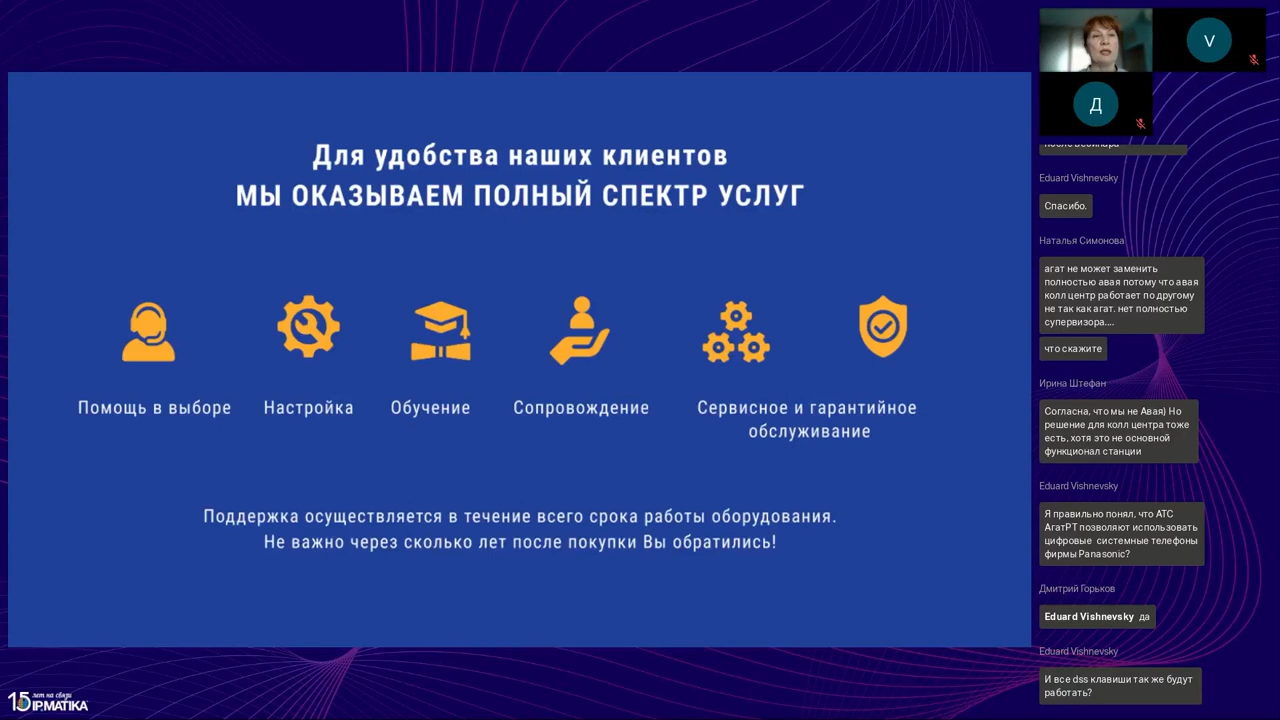 Для удобства наших клиентов
МЫ ОКАЗЫВАЕМ ПОЛНЫЙ СПЕКТР УСЛУГ
Помощь в выборе
Настройка
Обучение
Сопровождение
Сервисное и гарантийное
обслуживание
Поддержка осуществляется в течение всего срока работы оборудования.
Не важно через сколько лет после покупки Вы обратились!
15 лет на связи
IPMATIKA
V
Д
после вебинара
Eduard Vishnevsky
Спасибо.
Наталья Симонова
агат не может заменить
полностью авая потому что авая
колл центр работает по другому
не так как агат. нет полностью
супервизора....
что скажите
Ирина Штефан
Согласна, что мы не Авая) Но
решение для колл центра тоже
есть, хотя это не основной
функционал станции
Eduard Vishnevsky
Я правильно понял, что АТС
АгатРТ позволяют использовать
цифровые системные телефоны
фирмы Panasonic?
Дмитрий Горьков
Eduard Vishnevsky да
Eduard Vishnevsky
И все dss клавиши так же будут
работать?